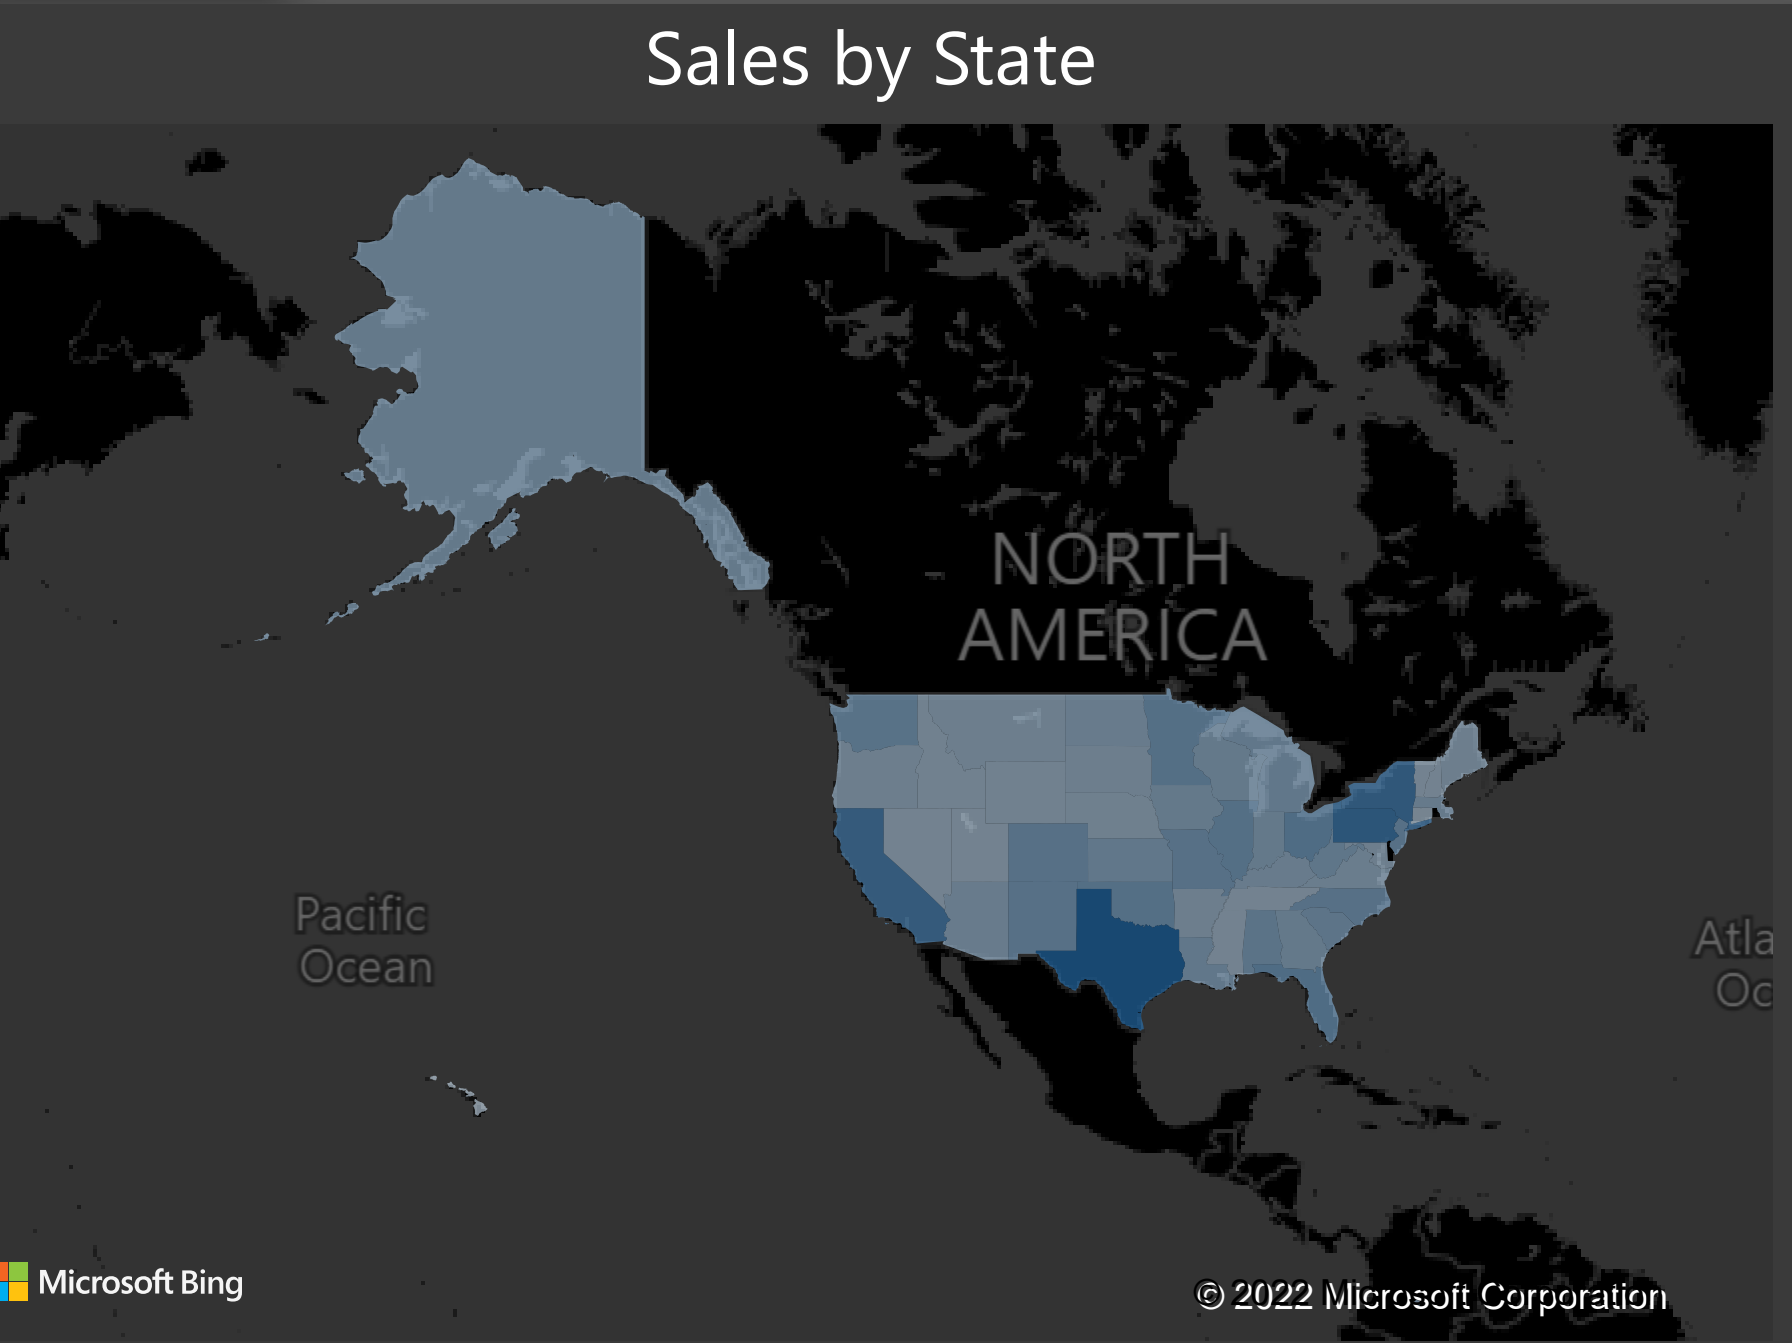 Sales by State
NORTH
AMERICA
Pacific
Ocean
Atla
Oc
Microsoft Bing
© 2022 Microsoft Corporation